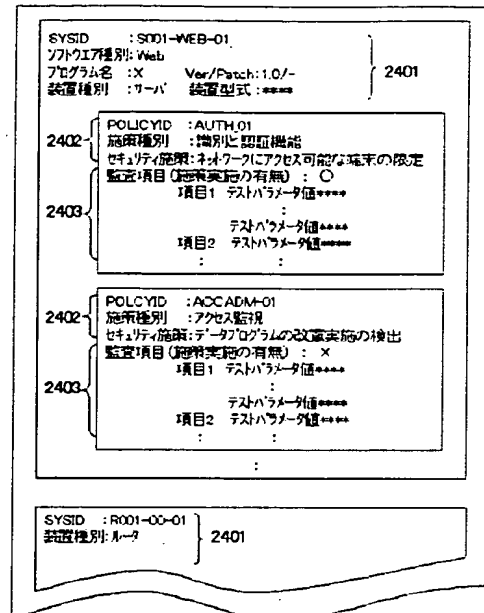 SYSID :S001-WEB-01
ソフトウエア種別:Web
プログラム名 :X Ver/Patch:1.0/-
装置種別 :サーバ 装置型式 :****
2401
POLICYID :AUTH_01
施策種別 :識別と認証機能
2402
セキュリティ施策:ネットワークにアクセス可能な端末の限定
監査項目(施策実施の有無) : ○
2403
項目1 テストパラメータ値****
:
テストパラメータ値****
項目2 テストパラメータ値*****
: :
POLCYID :ACCADM-01
2402
施策種別 :アクセス監視
セキュリティ施策:データプログラムの改竄実施の検出
監査項目(施策実施の有無) : ×
2403
項目1 テストパラメータ値****
:
テストパラメータ値****
項目2 テストパラメータ値****
: :
:
SYSID :R001-00-01
装置種別:ルータ
2401